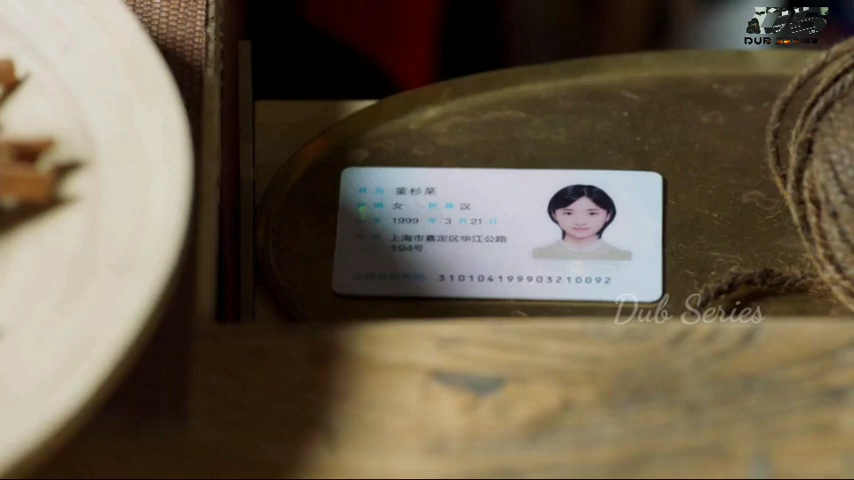 DUB SERIES
姓名 董杉菜
性别 女 民族 汉
出生 1999 年 3 月 21 日
住址 上海市嘉定区华江公路
194号
公民身份号码 310104199903210092
Dub Series